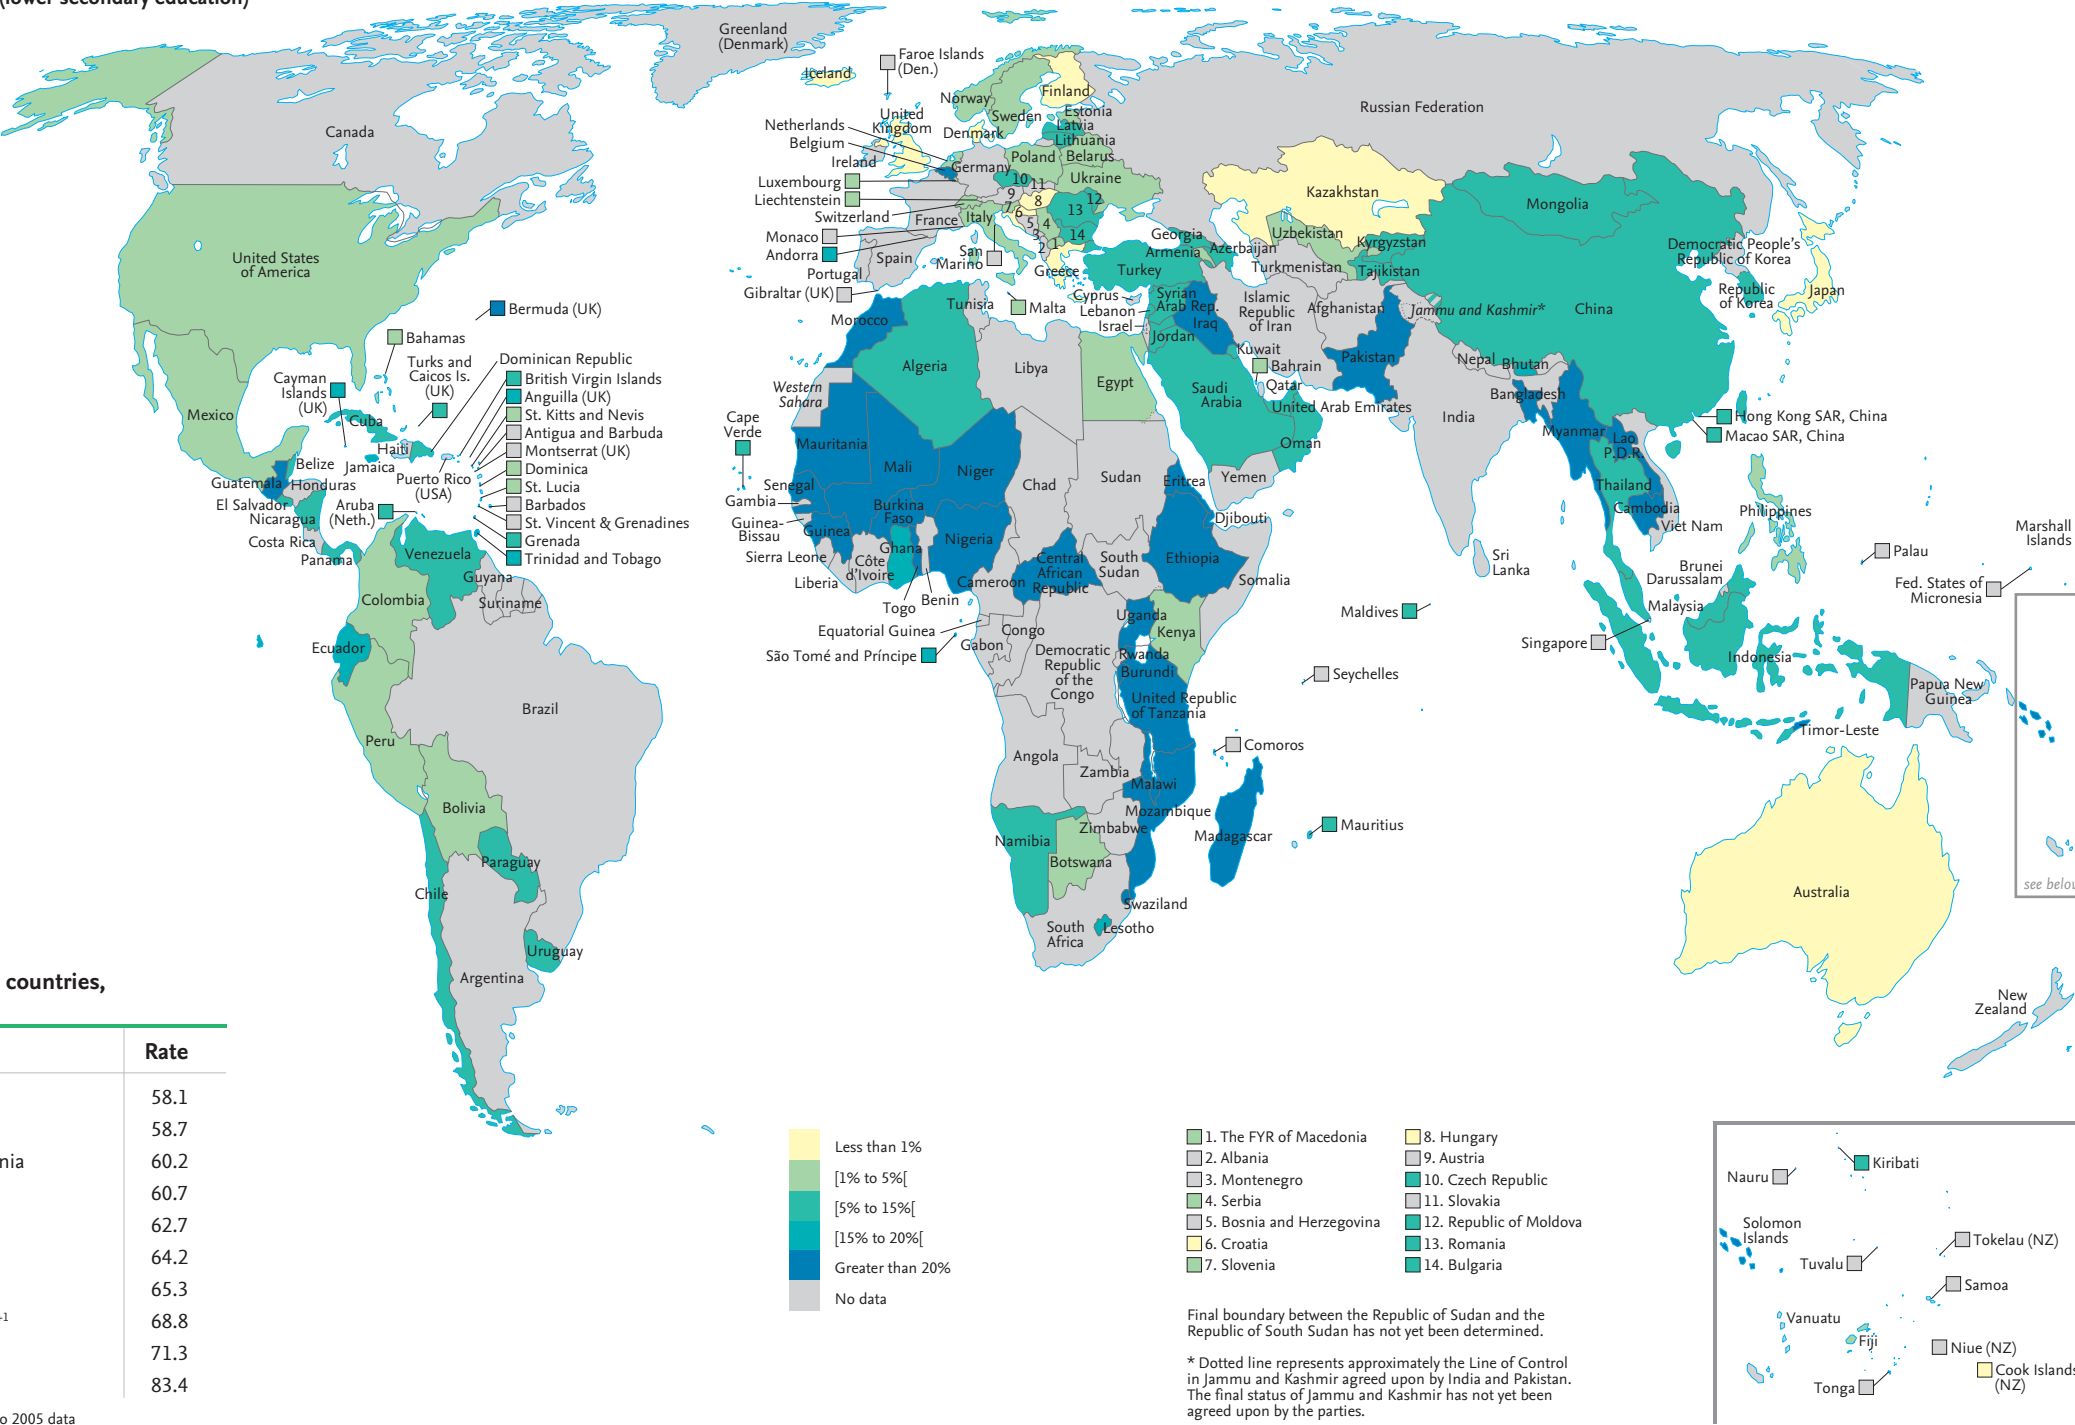 (lower secondary education)
Greenland
(Denmark)
Faroe Islands
(Den.)
Iceland
Finland
Norway
Sweden
Russian Federation
Estonia
Latvia
Lithuania
United
Kingdom
Denmark
Netherlands
Belgium
Ireland
Canada
Germany
Poland
Belarus
Ukraine
Luxembourg
Liechtenstein
Switzerland
France
Italy
10
11
9
7
6
8
12
13
5
4
3
2
1
14
Kazakhstan
Mongolia
Monaco
Andorra
San
Marino
Spain
Portugal
Gibraltar (UK)
Greece
Georgia
Armenia
Azerbaijan
Uzbekistan
Kyrgyzstan
Turkmenistan
Tajikistan
Turkey
Democratic People's
Republic of Korea
Republic
of Korea
Japan
United States
of America
Bermuda (UK)
Bahamas
Turks and
Caicos Is.
(UK)
Cayman
Islands
(UK)
Dominican Republic
British Virgin Islands
Anguilla (UK)
St. Kitts and Nevis
Antigua and Barbuda
Montserrat (UK)
Dominica
St. Lucia
Barbados
St. Vincent & Grenadines
Grenada
Trinidad and Tobago
Mexico
Cuba
Haiti
Belize
Jamaica
Puerto Rico
(USA)
Guatemala
Honduras
El Salvador
Nicaragua
Aruba
(Neth.)
Costa Rica
Panama
Venezuela
Guyana
Suriname
Colombia
Ecuador
Brazil
Peru
Bolivia
Paraguay
Chile
Uruguay
Argentina
Morocco
Tunisia
Malta
Cyprus
Lebanon
Israel
Syrian
Arab Rep.
Iraq
Jordan
Islamic
Republic
of Iran
Afghanistan
Jammu and Kashmir*
China
Algeria
Libya
Egypt
Kuwait
Bahrain
Qatar
Pakistan
Nepal
Bhutan
Bangladesh
Western
Sahara
Saudi
Arabia
United Arab Emirates
India
Hong Kong SAR, China
Macao SAR, China
Cape
Verde
Mauritania
Mali
Niger
Oman
Myanmar
Lao
P.D.R.
Senegal
Gambia
Guinea-
Bissau
Guinea
Burkina
Faso
Chad
Sudan
Eritrea
Yemen
Djibouti
Thailand
Cambodia
Viet Nam
Philippines
Sierra Leone
Liberia
Côte
d'Ivoire
Ghana
Togo
Benin
Nigeria
Cameroon
Central
African
Republic
South
Sudan
Ethiopia
Somalia
Sri
Lanka
Brunei
Darussalam
Malaysia
Palau
Marshall
Islands
Fed. States of
Micronesia
Equatorial Guinea
São Tomé and Príncipe
Gabon
Congo
Democratic
Republic
of the
Congo
Uganda
Kenya
Rwanda
Burundi
United Republic
of Tanzania
Maldives
Seychelles
Singapore
Indonesia
Papua New
Guinea
Timor-Leste
Angola
Zambia
Malawi
Comoros
Mozambique
Zimbabwe
Madagascar
Mauritius
Namibia
Botswana
Swaziland
Lesotho
South
Africa
Australia
New
Zealand
see below
countries,
Rate
58.1
58.7
nia
60.2
60.7
62.7
64.2
65.3
-1
68.8
71.3
83.4
o 2005 data
Less than 1%
[1% to 5%[
[5% to 15%[
[15% to 20%[
Greater than 20%
No data
1. The FYR of Macedonia
2. Albania
3. Montenegro
4. Serbia
5. Bosnia and Herzegovina
6. Croatia
7. Slovenia
8. Hungary
9. Austria
10. Czech Republic
11. Slovakia
12. Republic of Moldova
13. Romania
14. Bulgaria
Final boundary between the Republic of Sudan and the
Republic of South Sudan has not yet been determined.
* Dotted line represents approximately the Line of Control
in Jammu and Kashmir agreed upon by India and Pakistan.
The final status of Jammu and Kashmir has not yet been
agreed upon by the parties.
Nauru
Kiribati
Solomon
Islands
Tuvalu
Tokelau (NZ)
Samoa
Vanuatu
Fiji
Niue (NZ)
Cook Islands
(NZ)
Tonga